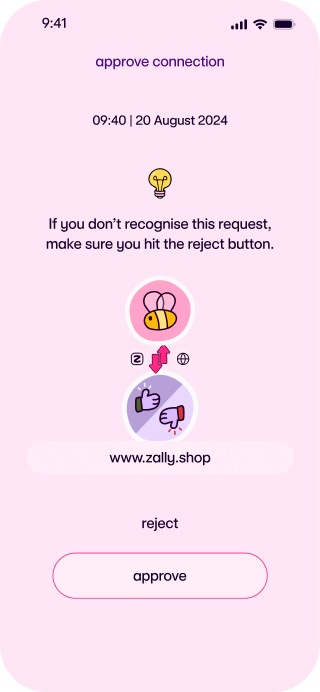 9:41
approve connection
09:40 | 20 August 2024
If you don't recognise this request,
make sure you hit the reject button.
Z
www.zally.shop
reject
approve